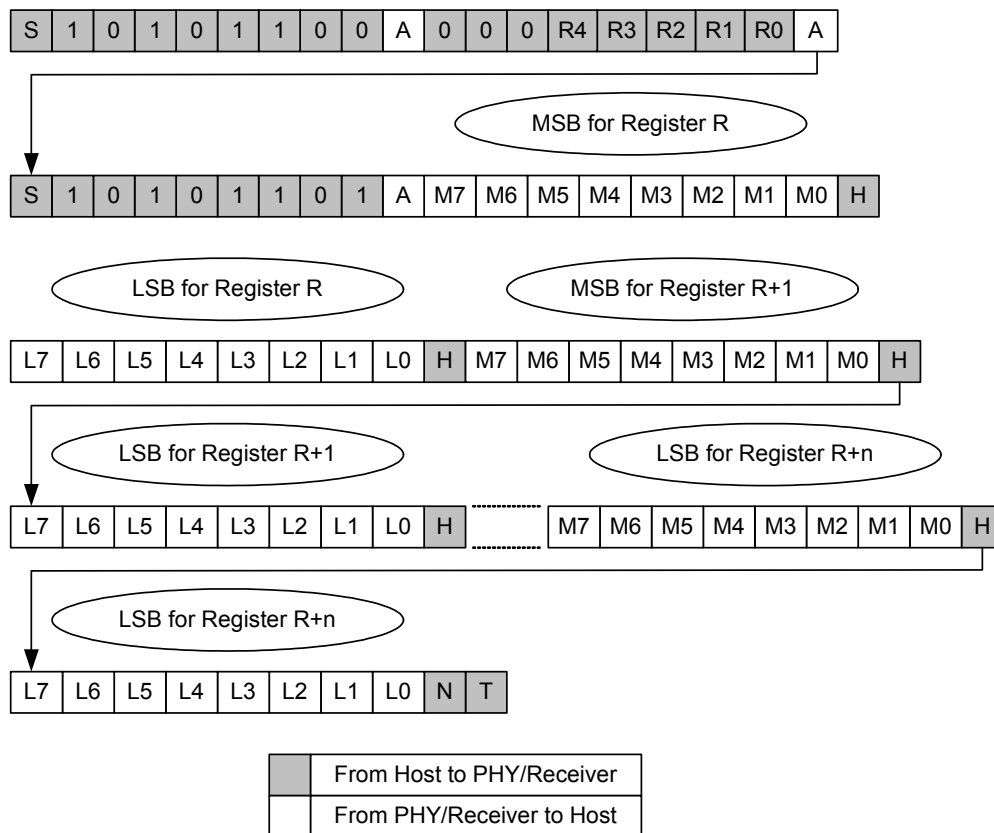 S 1 0 1 0 1 1 0 0 A 0 0 0 R4 R3 R2 R1 R0 A
MSB for Register R
S 1 0 1 0 1 1 0 1 A M7 M6 M5 M4 M3 M2 M1 M0 H
LSB for Register R MSB for Register R+1
L7 L6 L5 L4 L3 L2 L1 L0 H M7 M6 M5 M4 M3 M2 M1 M0 H
LSB for Register R+1 LSB for Register R+n
L7 L6 L5 L4 L3 L2 L1 L0 H M7 M6 M5 M4 M3 M2 M1 M0 H
LSB for Register R+n
L7 L6 L5 L4 L3 L2 L1 L0 N T
From Host to PHY/Receiver
From PHY/Receiver to Host